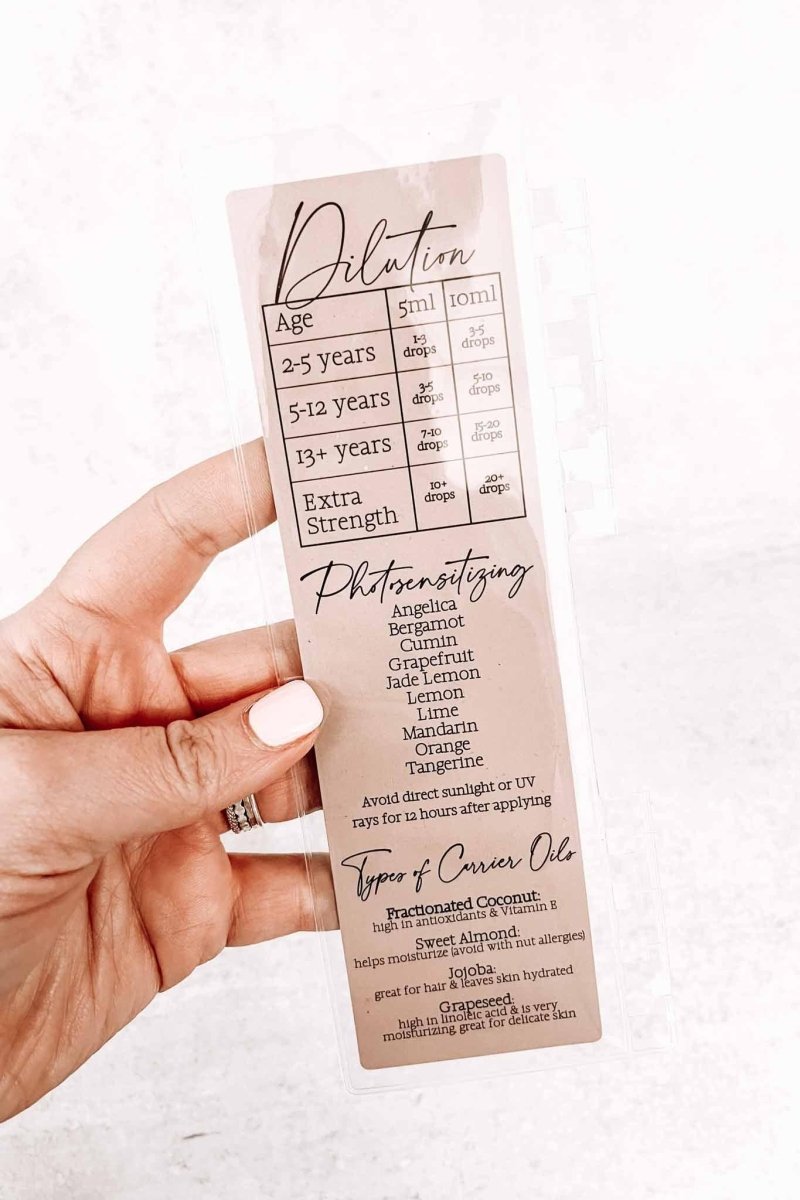 Dilution
Age 5ml 10ml
2-5 years 1-3 drops 3-5 drops
5-12 years 3-5 drops 5-10 drops
13+ years 7-10 drops 15-20 drops
Extra Strength 10+ drops 20+ drops
Photosensitizing
Angelica
Bergamot
Cumin
Grapefruit
Jade Lemon
Lemon
Lime
Mandarin
Orange
Tangerine
Avoid direct sunlight or UV
rays for 12 hours after applying
Types of Carrier Oils
Fractionated Coconut:
high in antioxidants & Vitamin E
Sweet Almond:
helps moisturize (avoid with nut allergies)
Jojoba:
great for hair & leaves skin hydrated
Grapeseed:
high in linoleic acid & is very
moisturizing, great for delicate skin